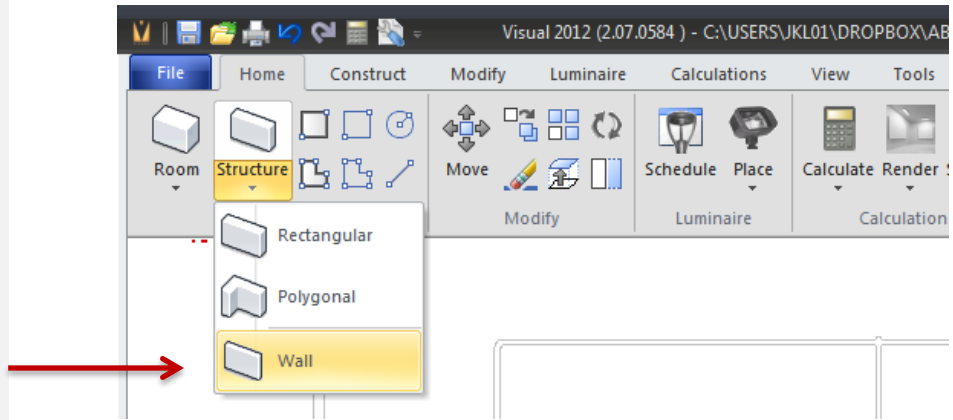 Visual 2012 (2.07.0584 ) - C:\USERS\JKL01\DROPBOX\AB
File Home Construct Modify Luminaire Calculations View Tools
Room Structure Move Schedule Place Calculate Render
Modify Luminaire Calculation
Rectangular
Polygonal
Wall